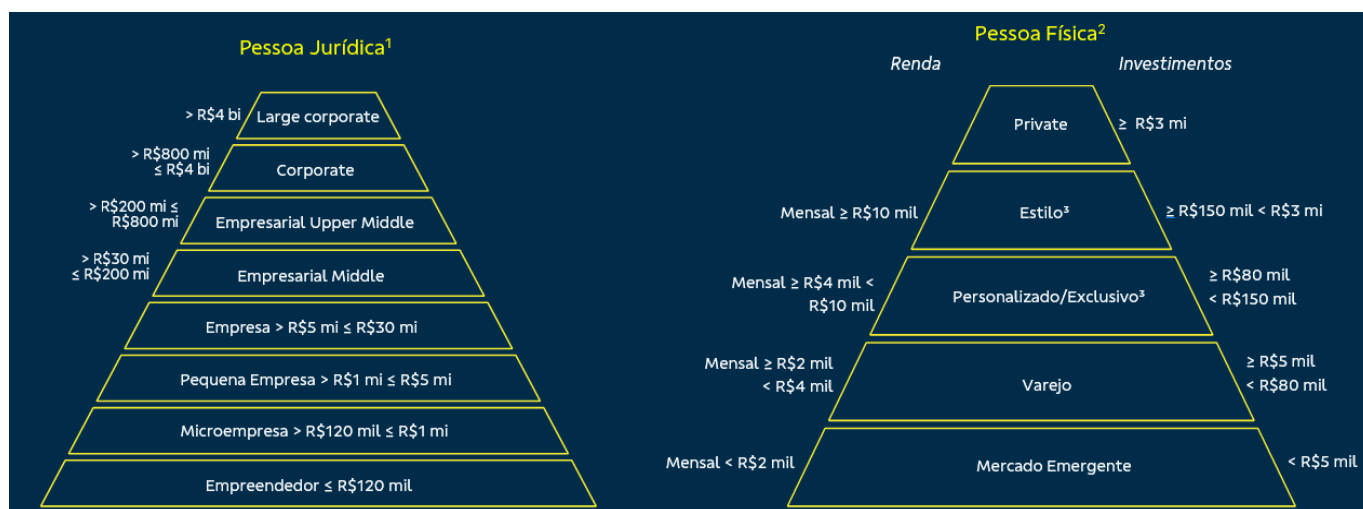 Pessoa Jurídica¹
> R$4 bi
Large corporate
> R$800 mi
≤ R$4 bi
Corporate
> R$200 mi ≤
R$800 mi
Empresarial Upper Middle
> R$30 mi
≤ R$200 mi
Empresarial Middle
Empresa > R$5 mi ≤ R$30 mi
Pequena Empresa > R$1 mi ≤ R$5 mi
Microempresa > R$120 mil ≤ R$1 mi
Empreendedor ≤ R$120 mil
Pessoa Física²
Renda
Investimentos
Private
≥ R$3 mi
Mensal ≥ R$10 mil
Estilo³
≥ R$150 mil < R$3 mi
Mensal ≥ R$4 mil <
R$10 mil
Personalizado/Exclusivo³
≥ R$80 mil
< R$150 mil
Mensal ≥ R$2 mil
< R$4 mil
Varejo
≥ R$5 mil
< R$80 mil
Mensal < R$2 mil
Mercado Emergente
< R$5 mil